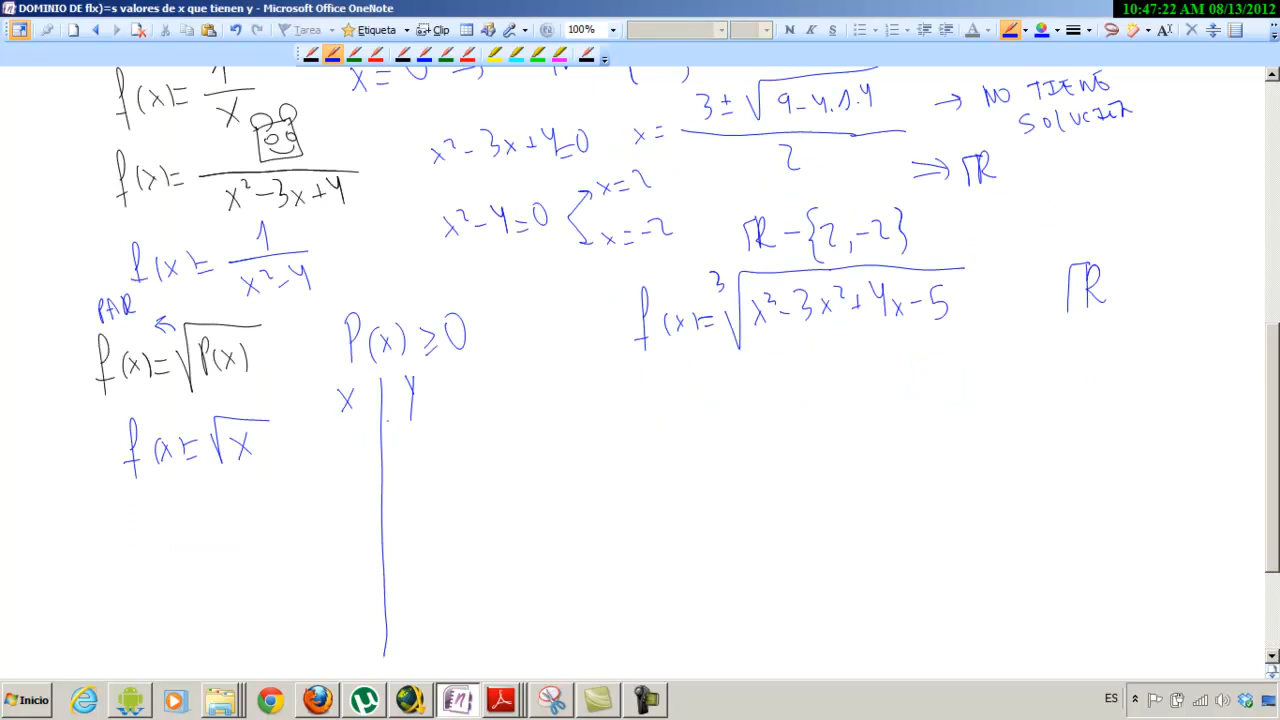 DOMINIO DE f(x)=s valores de x que tienen y - Microsoft Office OneNote
10:47:22 08/13/2012
Tarea
Etiqueta
Clip
100%
N
f(x)= 1/x
x² - 3x + 4 = 0
x = (3 ± √(9 - 4.1.4))/2 → NO TIENE
SOLUCIÓN
⇒ ℝ
f(x)= /(x² - 3x + 4)
x² - 4 = 0
x = 2
x = -2
ℝ - {2, -2}
f(x)= 1/(x² - 4)
PAR
f(x)= √P(x)
P(x) ≥ 0
f(x)= ³√(x³ - 3x² + 4x - 5)
ℝ
x | y
f(x)= √x
Inicio
ES